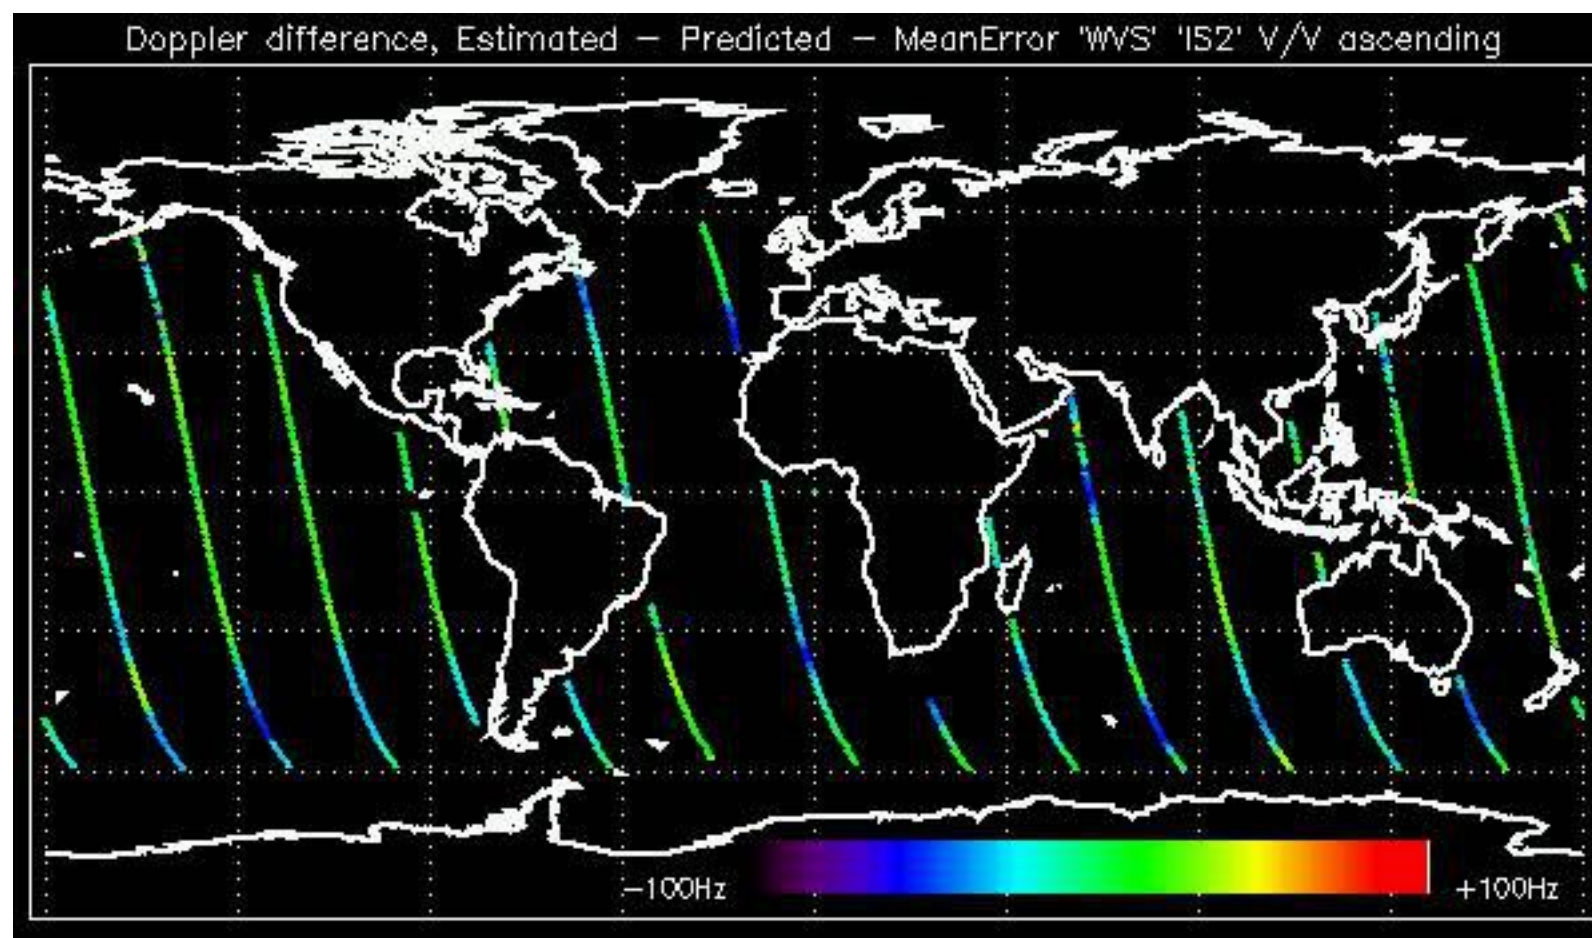 Doppler difference, Estimated – Predicted – MeanError 'WVS' 'IS2' V/V ascending
–100Hz
+100Hz